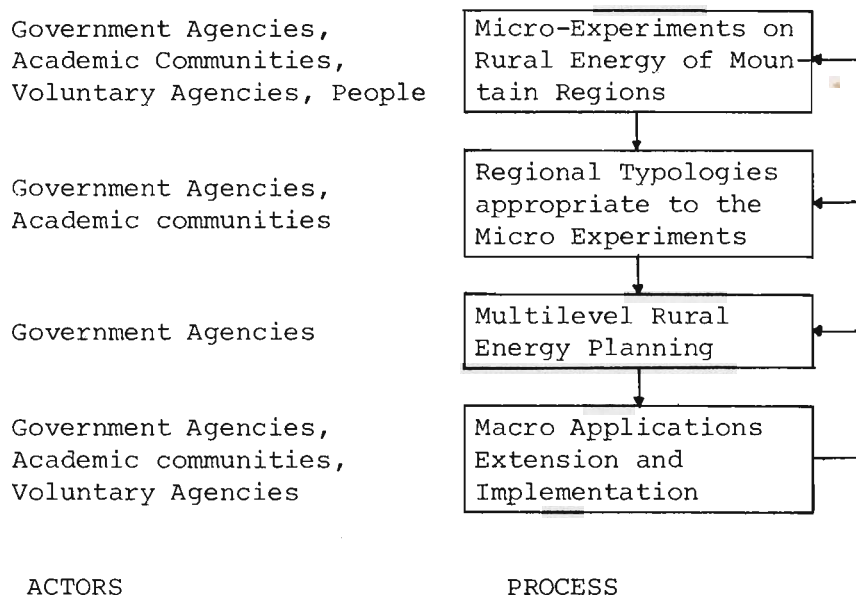 Government Agencies,
Academic Communities,
Voluntary Agencies, People
Micro-Experiments on
Rural Energy of Moun-
tain Regions
Government Agencies,
Academic communities
Regional Typologies
appropriate to the
Micro Experiments
Government Agencies
Multilevel Rural
Energy Planning
Government Agencies,
Academic communities,
Voluntary Agencies
Macro Applications
Extension and
Implementation
ACTORS
PROCESS